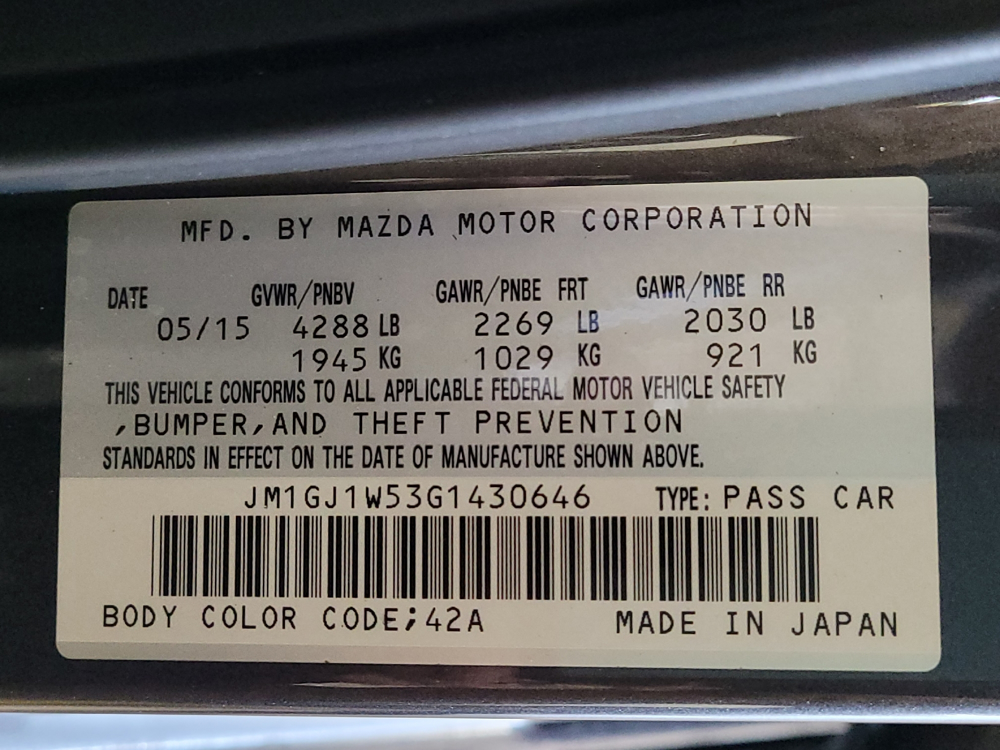 MFD. BY MAZDA MOTOR CORPORATION
DATE GVWR/PNBV GAWR/PNBE FRT GAWR/PNBE RR
05/15 4288 LB 2269 LB 2030 LB
1945 KG 1029 KG 921 KG
THIS VEHICLE CONFORMS TO ALL APPLICABLE FEDERAL MOTOR VEHICLE SAFETY
,BUMPER,AND THEFT PREVENTION
STANDARDS IN EFFECT ON THE DATE OF MANUFACTURE SHOWN ABOVE.
JM1GJ1W53G1430646 TYPE: PASS CAR
BODY COLOR CODE;42A MADE IN JAPAN